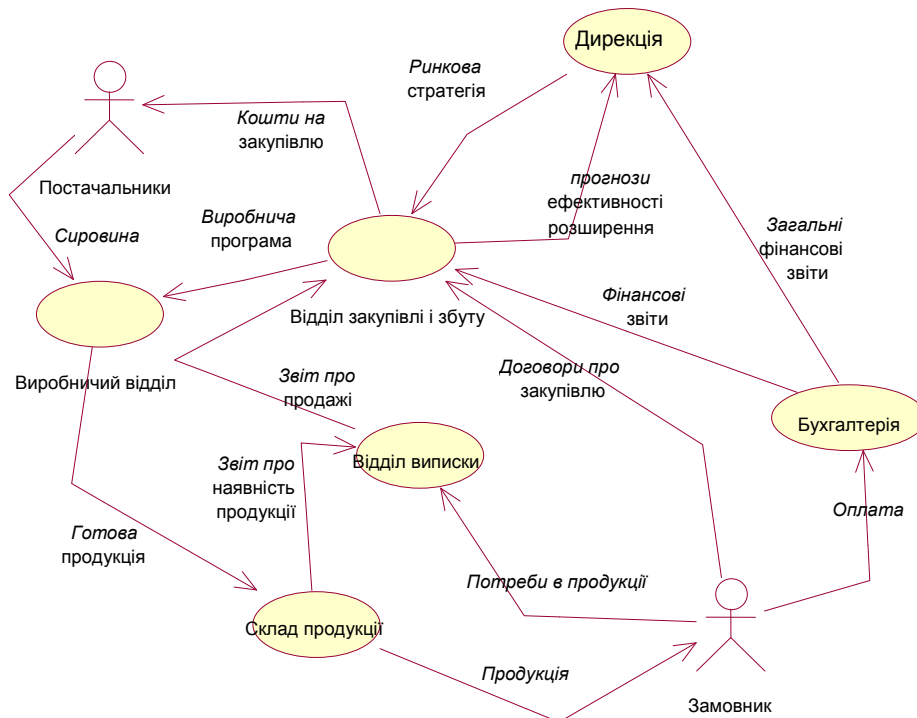 Дирекція
Ринкова
стратегія
Кошти на
закупівлю
Постачальники
прогнози
ефективності
розширення
Виробнича
програма
Сировина
Загальні
фінансові
звіти
Відділ закупівлі і збуту
Фінансові
звіти
Виробничий відділ
Звіт про
продажі
Договори про
закупівлю
Бухгалтерія
Відділ виписки
Звіт про
наявність
продукції
Оплата
Готова
продукція
Потреби в продукції
Склад продукції
Продукція
Замовник